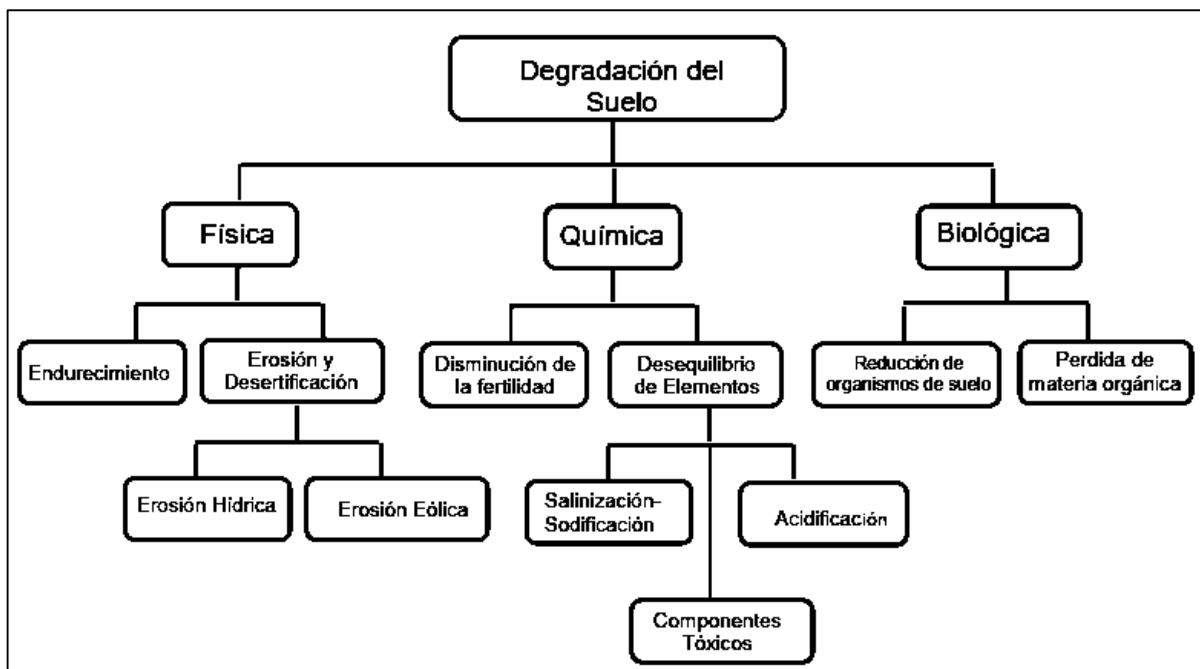 Degradación del
Suelo
Física
Química
Biológica
Endurecimiento
Erosión y
Desertificación
Disminución de
la fertilidad
Desequilibrio
de Elementos
Reducción de
organismos de suelo
Perdida de
materia orgánica
Erosión Hídrica
Erosión Eólica
Salinización-
Sodificación
Acidificación
Componentes
Tóxicos